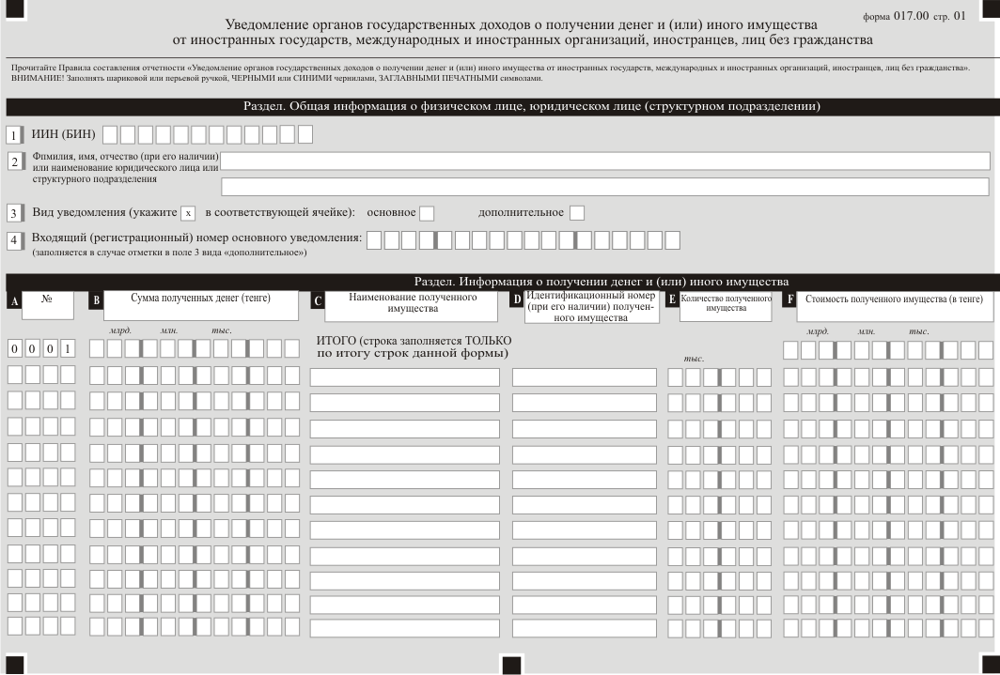 форма 017.00 стр. 01
Уведомление органов государственных доходов о получении денег и (или) иного имущества
от иностранных государств, международных и иностранных организаций, иностранцев, лиц без гражданства
Прочитайте Правила составления отчетности «Уведомление органов государственных доходов о получении денег и (или) иного имущества от иностранных государств, международных и иностранных организаций, иностранцев, лиц без гражданства».
ВНИМАНИЕ! Заполнять шариковой или перьевой ручкой, ЧЕРНЫМИ или СИНИМИ чернилами, ЗАГЛАВНЫМИ ПЕЧАТНЫМИ символами.
Раздел. Общая информация о физическом лице, юридическом лице (структурном подразделении)
1 ИИН (БИН)
2 Фпмилия, имя, отчество (при его наличии)
или наименование юридического лица или
структурного подразделения
3 Вид уведомления (укажите x в соответствующей ячейке): основное дополнительное
4 Входящий (регистрационный) номер основного уведомления:
(заполняется в случае отметки в поле 3 вида «дополнительное»)
Раздел. Информация о получении денег и (или) иного имущества
A №
B Сумма полученных денег (тенге)
C Наименование полученного
имущества
D Идентификационный номер
(при его наличии) получен-
ного имущества
E Количество полученного
имущества
F Стоимость полученного имущества (в тенге)
млрд. млн. тыс.
млрд. млн. тыс.
0 0 0 1
ИТОГО (строка заполняется ТОЛЬКО
по итогу строк данной формы)
тыс.